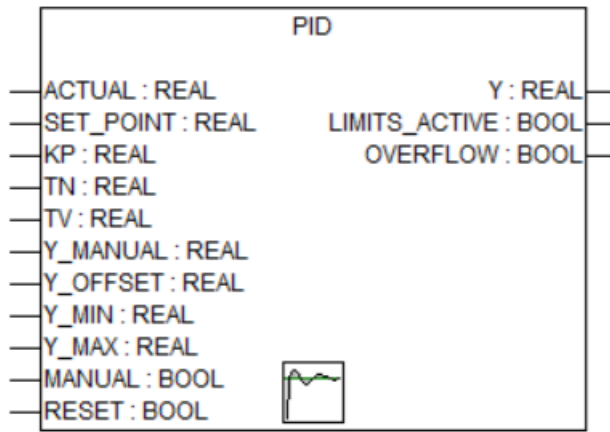 PID
ACTUAL : REAL Y : REAL
SET_POINT : REAL LIMITS_ACTIVE : BOOL
KP : REAL OVERFLOW : BOOL
TN : REAL
TV : REAL
Y_MANUAL : REAL
Y_OFFSET : REAL
Y_MIN : REAL
Y_MAX : REAL
MANUAL : BOOL
RESET : BOOL